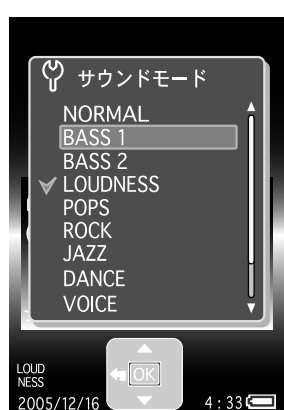 サウンドモード
NORMAL
BASS 1
BASS 2
LOUDNESS
POPS
ROCK
JAZZ
DANCE
VOICE
OK
LOUD
NESS
2005/12/16
4:33